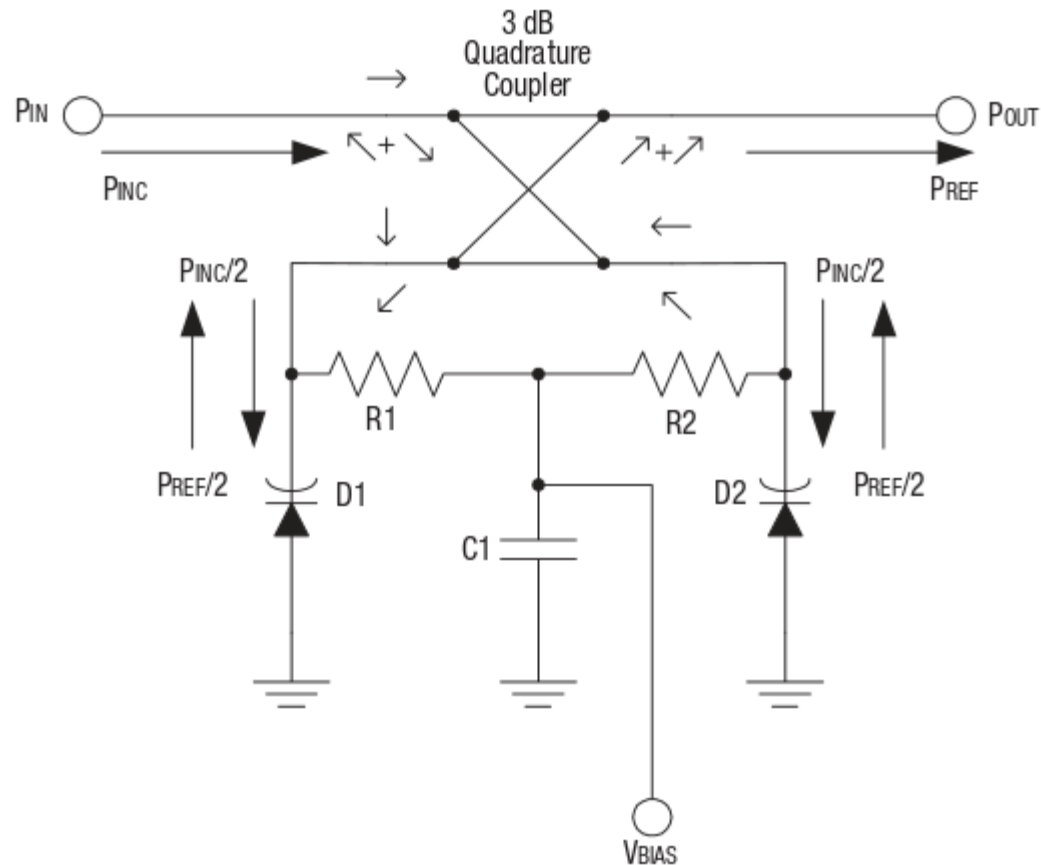 3 dB
Quadrature
Coupler
PIN
POUT
+
+
PINC
PREF
PINC/2
PINC/2
R1
R2
PREF/2
D1
D2
PREF/2
C1
VBIAS